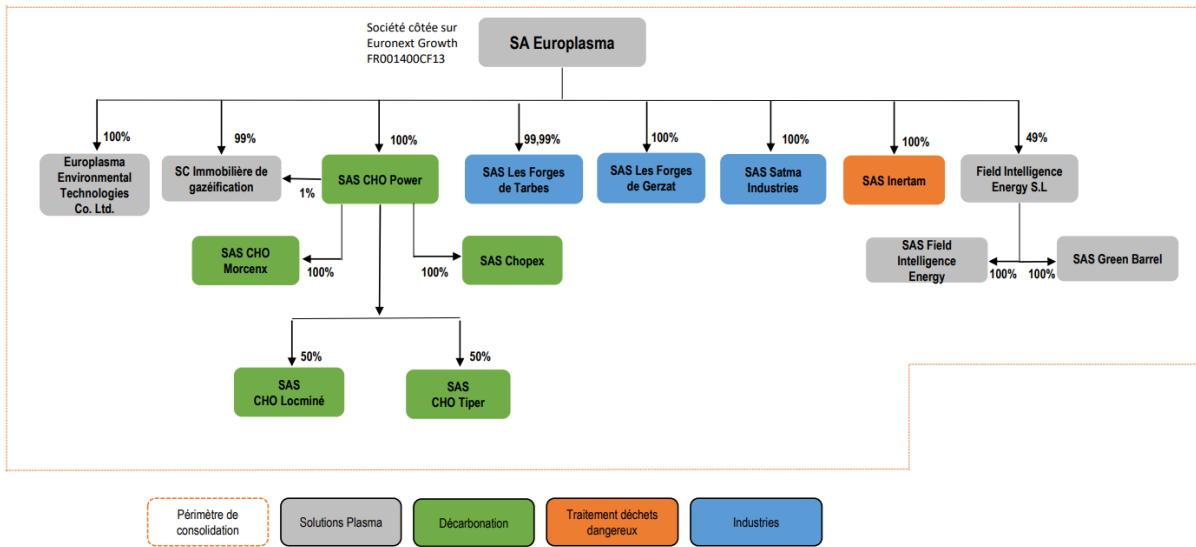 Société côtée sur
Euronext Growth
FR001400CF13
SA Europlasma
100%
99%
100%
99,99%
100%
100%
100%
49%
Europlasma
Environmental
Technologies
Co. Ltd.
SC Immobilière de
gazéification
1%
SAS CHO Power
SAS Les Forges
de Tarbes
SAS Les Forges
de Gerzat
SAS Satma
Industries
SAS Inertam
Field Intelligence
Energy S.L
SAS CHO
Morcenx
100%
100%
SAS Chopex
SAS Field
Intelligence
Energy
100%
100%
SAS Green Barrel
50%
50%
SAS
CHO Locminé
SAS
CHO Tiper
Périmètre de
consolidation
Solutions Plasma
Décarbonation
Traitement déchets
dangereux
Industries